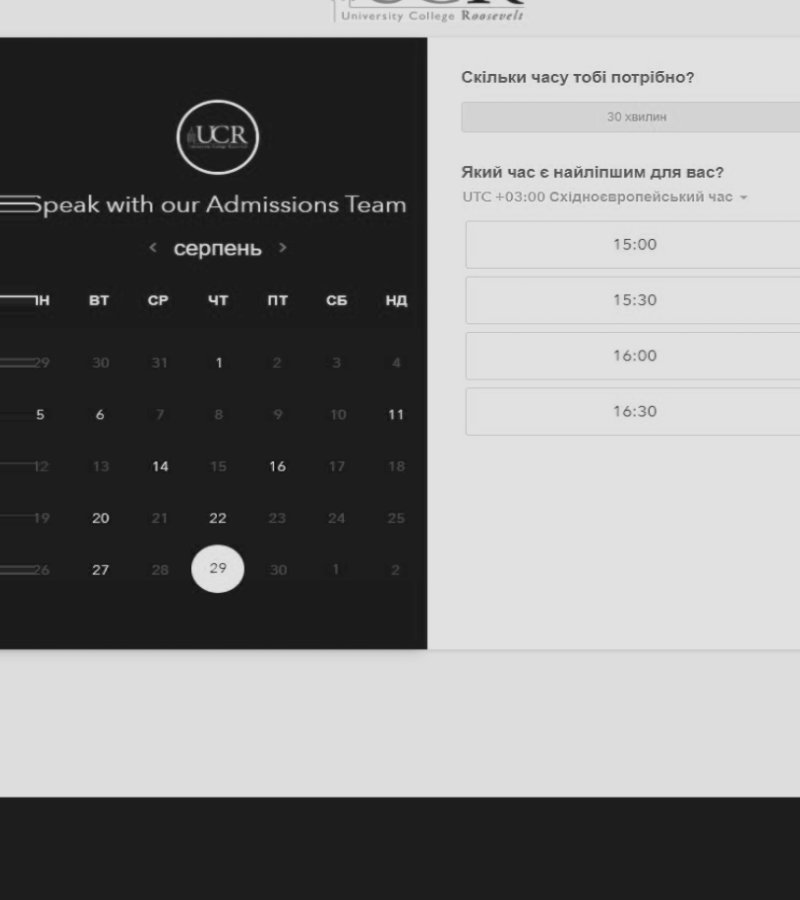 University College Roosevelt
UCR
Speak with our Admissions Team
< серпень >
ВТ СР ЧТ ПТ СБ НД
29 30 31 1 2 3 4
5 6 7 8 9 10 11
12 13 14 15 16 17 18
19 20 21 22 23 24 25
26 27 28 29 30 1 2
Скільки часу тобі потрібно?
30 хвилин
Який час є найліпшим для вас?
UTC +03:00 Східноєвропейський час
15:00
15:30
16:00
16:30